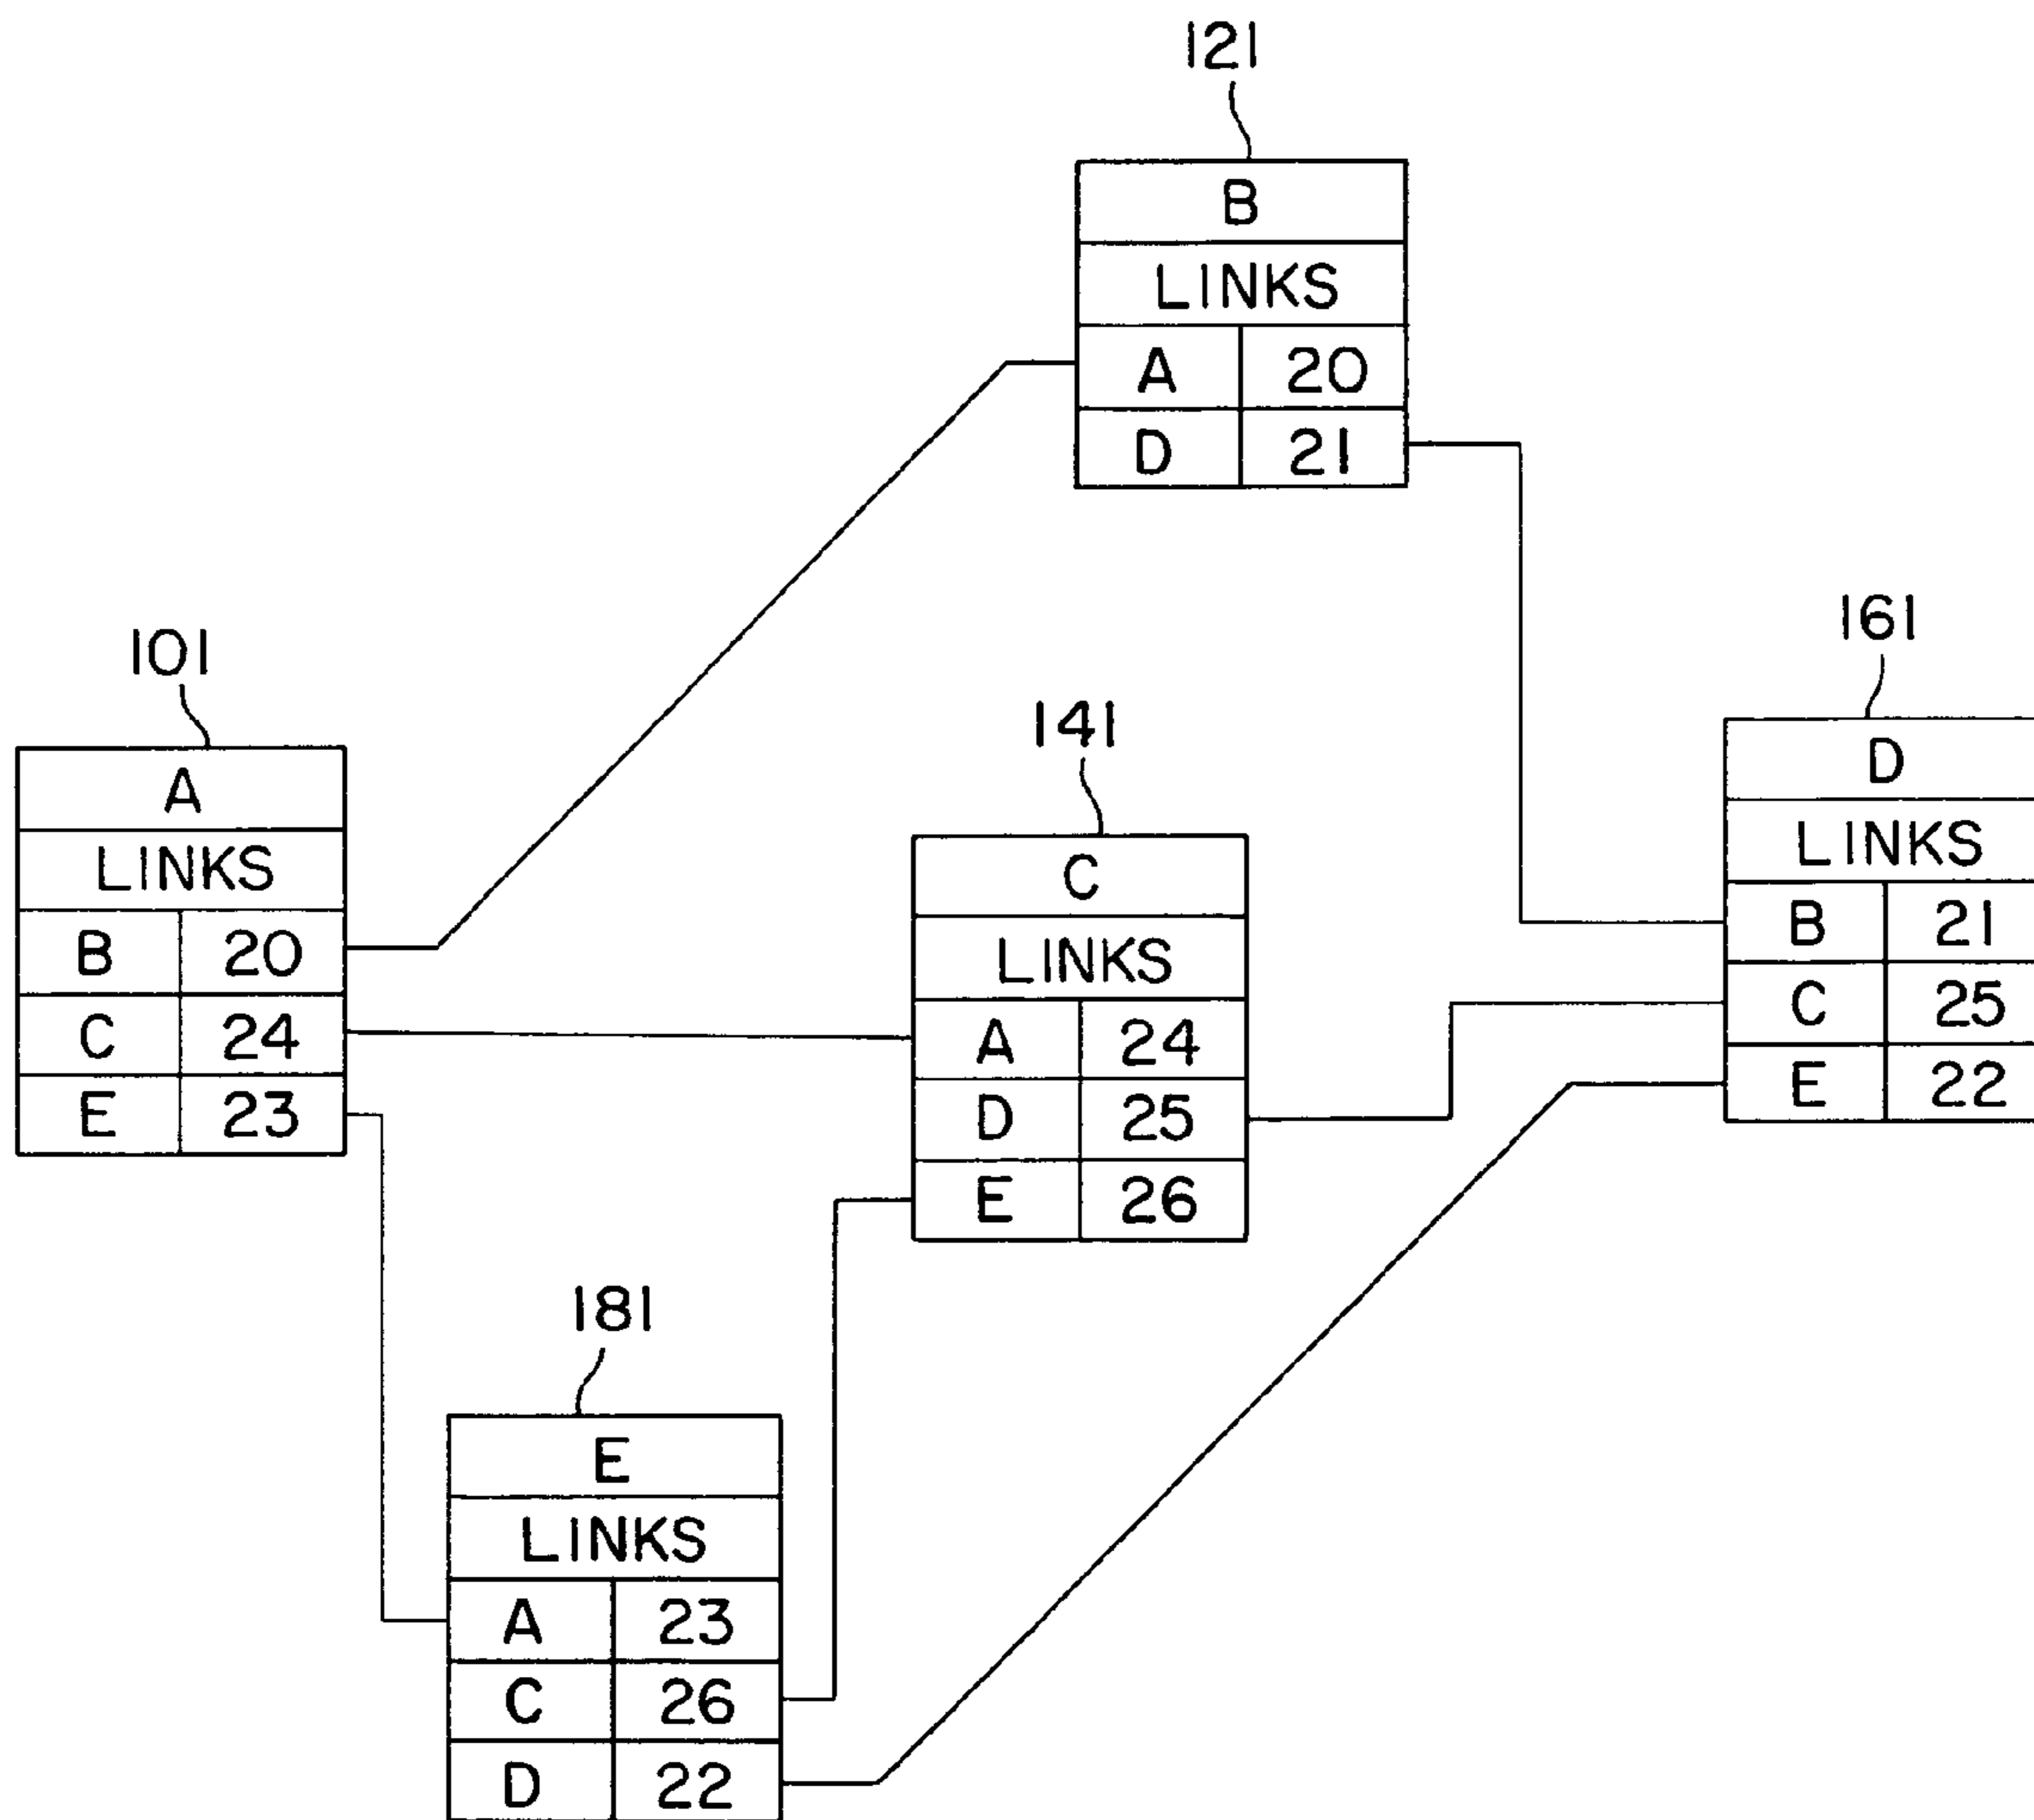 121
B
LINKS
A 20
D 21
101
A
LINKS
B 20
C 24
E 23
141
C
LINKS
A 24
D 25
E 26
161
D
LINKS
B 21
C 25
E 22
181
E
LINKS
A 23
C 26
D 22